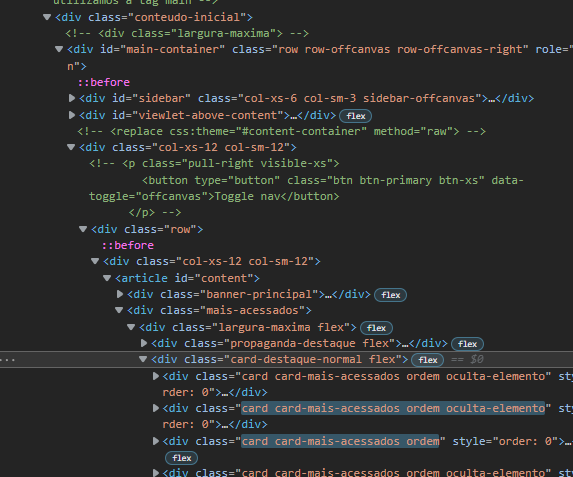 utilizamos a tag main -->
<div class="conteudo-inicial">
<!-- <div class="largura-maxima"> -->
<div id="main-container" class="row row-offcanvas row-offcanvas-right" role="
n">
::before
<div id="sidebar" class="col-xs-6 col-sm-3 sidebar-offcanvas">…</div>
<div id="viewlet-above-content">…</div> flex
<!-- <replace css:theme="#content-container" method="raw"> -->
<div class="col-xs-12 col-sm-12">
<!-- <p class="pull-right visible-xs">
<button type="button" class="btn btn-primary btn-xs" data-
toggle="offcanvas">Toggle nav</button>
</p> -->
<div class="row">
::before
<div class="col-xs-12 col-sm-12">
<article id="content">
<div class="banner-principal">…</div> flex
<div class="mais-acessados">
<div class="largura-maxima flex"> flex
<div class="propaganda-destaque flex">…</div> flex
… <div class="card-destaque-normal flex"> flex == $0
<div class="card card-mais-acessados ordem oculta-elemento" sty
rder: 0">…</div>
<div class="card card-mais-acessados ordem oculta-elemento" sty
rder: 0">…</div>
<div class="card card-mais-acessados ordem" style="order: 0">…
flex
<div class="card card-mais-acessados ordem oculta-elemento" sty